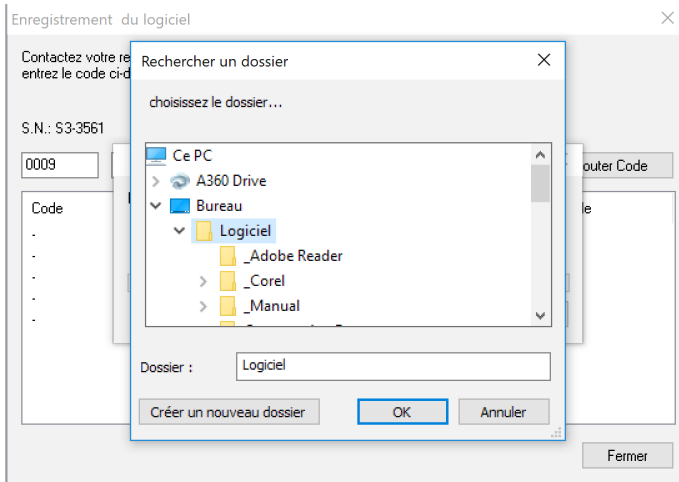 Enregistrement du logiciel
Contactez votre re
entrez le code ci-d
S.N.: S3-3561
0009
outer Code
Code
le
-
-
-
-
-
Rechercher un dossier
choisissez le dossier...
Ce PC
A360 Drive
Bureau
Logiciel
_Adobe Reader
_Corel
_Manual
Dossier :
Logiciel
Créer un nouveau dossier
OK
Annuler
Fermer